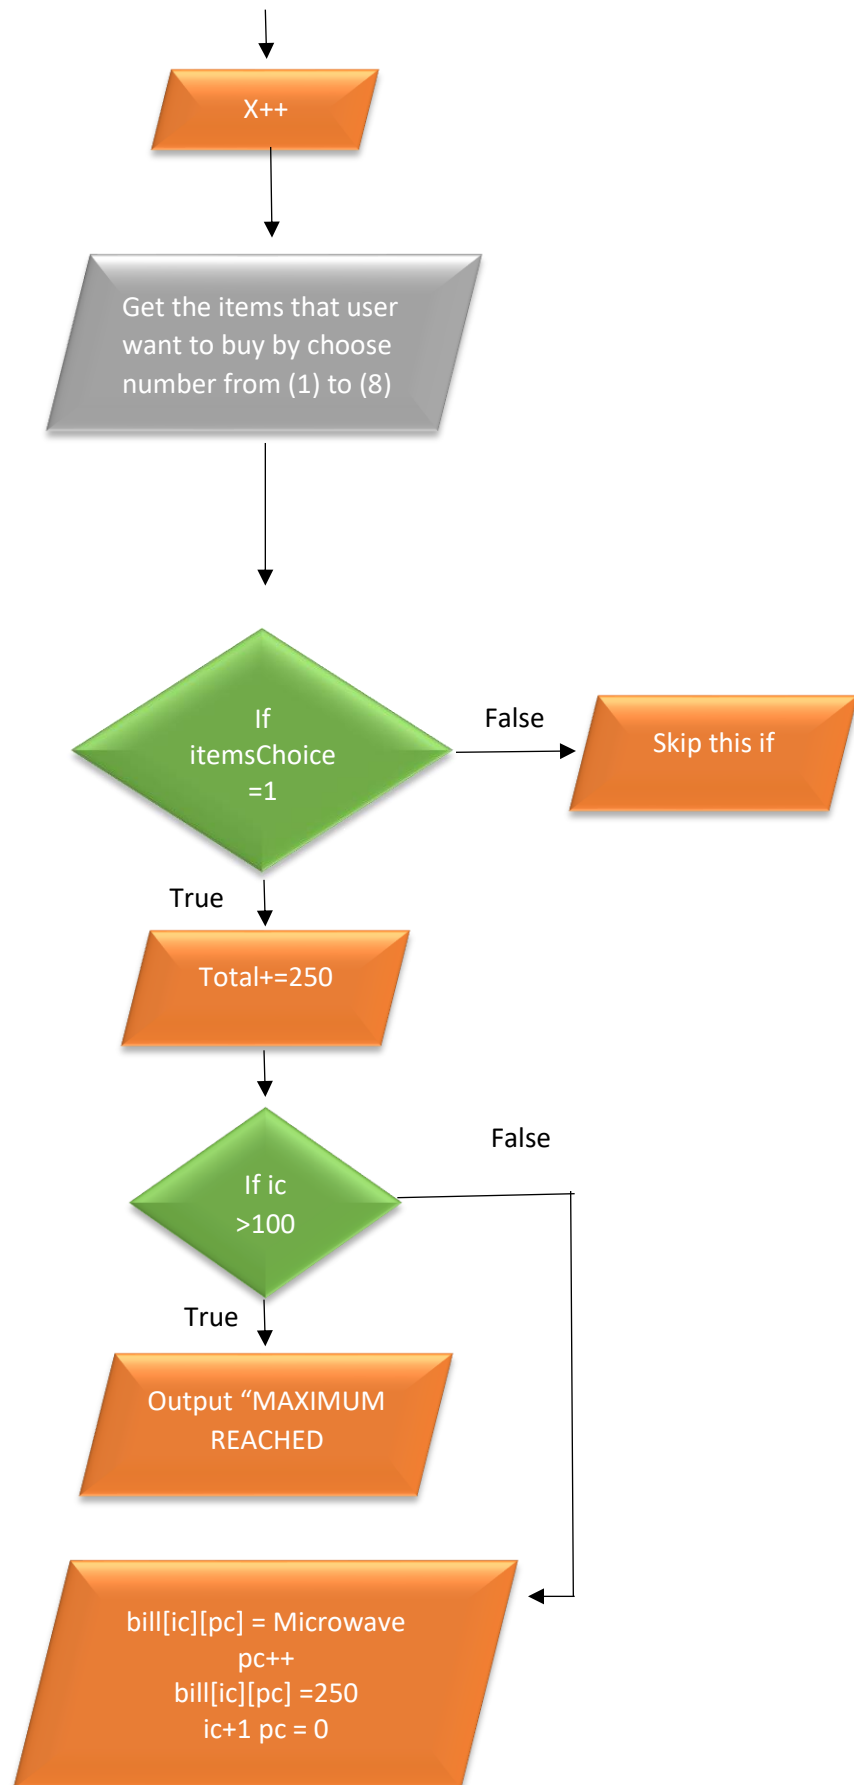 X++
Get the items that user
want to buy by choose
number from (1) to (8)
If
itemsChoice
=1
False
Skip this if
True
Total+=250
If ic
>100
False
True
Output “MAXIMUM
REACHED
bill[ic][pc] = Microwave
pc++
bill[ic][pc] =250
ic+1 pc = 0